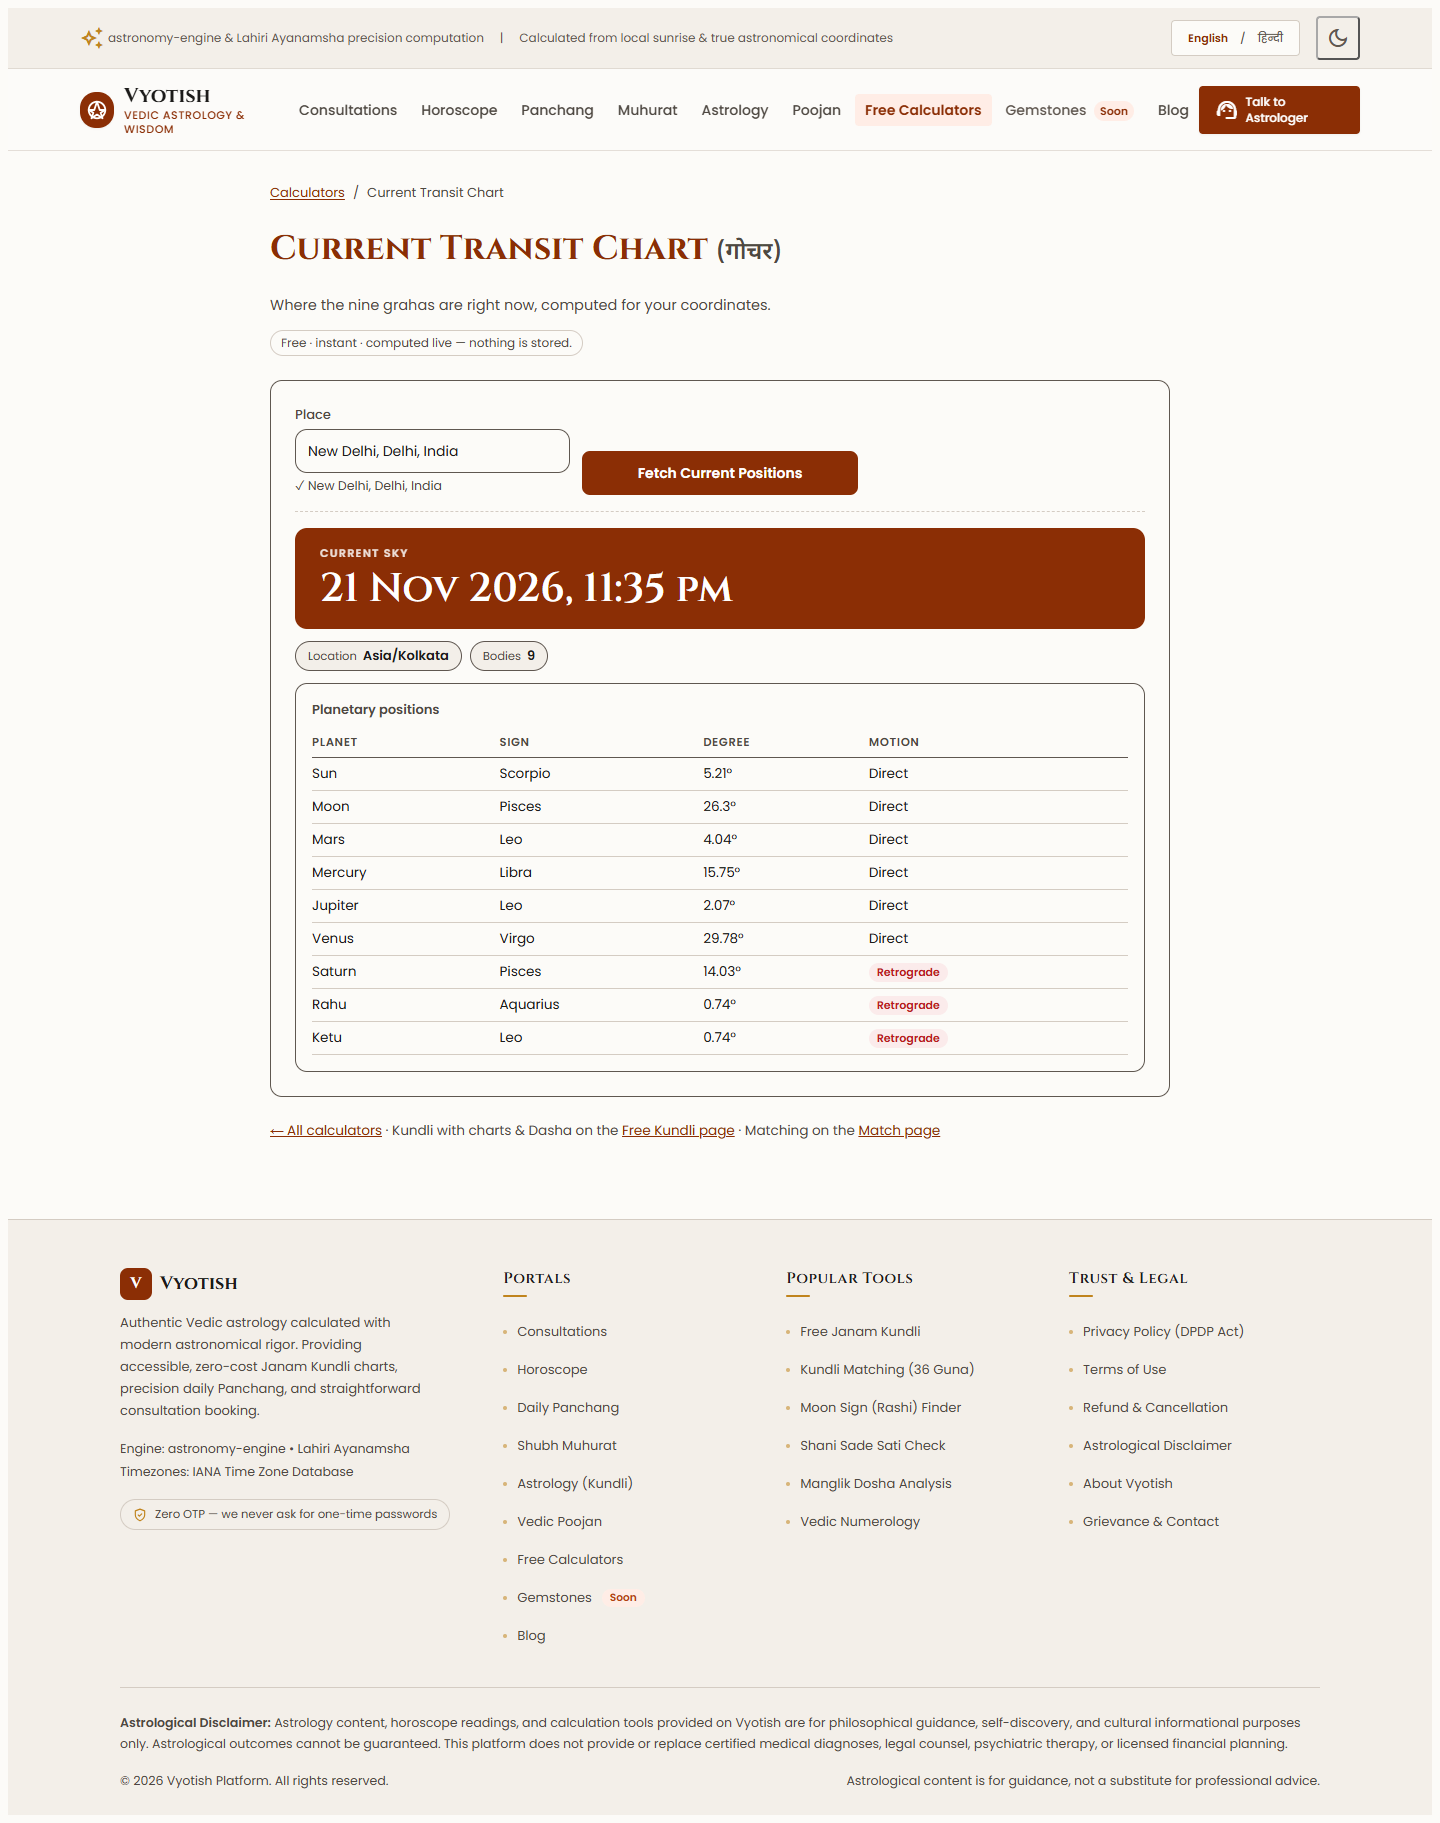 astronomy-engine & Lahiri Ayanamsha precision computation | Calculated from local sunrise & true astronomical coordinates
English / हिन्दी
Vyotish
VEDIC ASTROLOGY & WISDOM
Consultations
Horoscope
Panchang
Muhurat
Astrology
Poojan
Free Calculators
Gemstones Soon
Blog
Talk to Astrologer
Calculators / Current Transit Chart
Current Transit Chart (गोचर)
Where the nine grahas are right now, computed for your coordinates.
Free · instant · computed live — nothing is stored.
Place
New Delhi, Delhi, India
✓ New Delhi, Delhi, India
Fetch Current Positions
CURRENT SKY
21 Nov 2026, 11:35 pm
Location Asia/Kolkata
Bodies 9
Planetary positions
PLANET SIGN DEGREE MOTION
Sun Scorpio 5.21° Direct
Moon Pisces 26.3° Direct
Mars Leo 4.04° Direct
Mercury Libra 15.75° Direct
Jupiter Leo 2.07° Direct
Venus Virgo 29.78° Direct
Saturn Pisces 14.03° Retrograde
Rahu Aquarius 0.74° Retrograde
Ketu Leo 0.74° Retrograde
← All calculators · Kundli with charts & Dasha on the Free Kundli page · Matching on the Match page
V Vyotish
Authentic Vedic astrology calculated with
modern astronomical rigor. Providing
accessible, zero-cost Janam Kundli charts,
precision daily Panchang, and straightforward
consultation booking.
Engine: astronomy-engine • Lahiri Ayanamsha
Timezones: IANA Time Zone Database
Zero OTP — we never ask for one-time passwords
Portals
Consultations
Horoscope
Daily Panchang
Shubh Muhurat
Astrology (Kundli)
Vedic Poojan
Free Calculators
Gemstones Soon
Blog
Popular Tools
Free Janam Kundli
Kundli Matching (36 Guna)
Moon Sign (Rashi) Finder
Shani Sade Sati Check
Manglik Dosha Analysis
Vedic Numerology
Trust & Legal
Privacy Policy (DPDP Act)
Terms of Use
Refund & Cancellation
Astrological Disclaimer
About Vyotish
Grievance & Contact
Astrological Disclaimer: Astrology content, horoscope readings, and calculation tools provided on Vyotish are for philosophical guidance, self-discovery, and cultural informational purposes
only. Astrological outcomes cannot be guaranteed. This platform does not provide or replace certified medical diagnoses, legal counsel, psychiatric therapy, or licensed financial planning.
© 2026 Vyotish Platform. All rights reserved.
Astrological content is for guidance, not a substitute for professional advice.